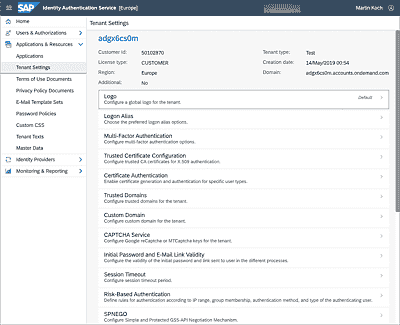 SAP Identity Authentication Service [Europe]
Martin Koch
Home
Users & Authorizations
Applications & Resources
Applications
Tenant Settings
Terms of Use Documents
Privacy Policy Documents
E-Mail Template Sets
Password Policies
Custom CSS
Tenant Texts
Master Data
Identity Providers
Monitoring & Reporting
Tenant Settings
adgx6cs0m
Customer id: 50102970
Tenant type: Test
License type: CUSTOMER
Creation date: 14/May/2019 00:54
Region: Europe
Domain: adgx6cs0m.accounts.ondemand.com
Additional: No
Logo
Configure a global logo for the tenant.
Default
Logon Alias
Choose the preferred logon alias options.
Multi-Factor Authentication
Configure multi-factor authentication options.
Trusted Certificate Configuration
Configure trusted CA certificates for X.509 authentication.
Certificate Authentication
Enable certificate generation and authentication for specific user types.
Trusted Domains
Configure trusted domains for the tenant.
Custom Domain
Configure custom domain for the tenant.
CAPTCHA Service
Configure Google reCaptcha or MTCaptcha keys for the tenant.
Initial Password and E-Mail Link Validity
Configure the validity of the initial password and link sent to user in the different processes.
Session Timeout
Configure session timeout period.
Risk-Based Authentication
Define rules for authentication according to IP range, group membership, authentication method, and type of the authenticating user.
SPNEGO
Configure Simple and Protected GSS-API Negotiation Mechanism.